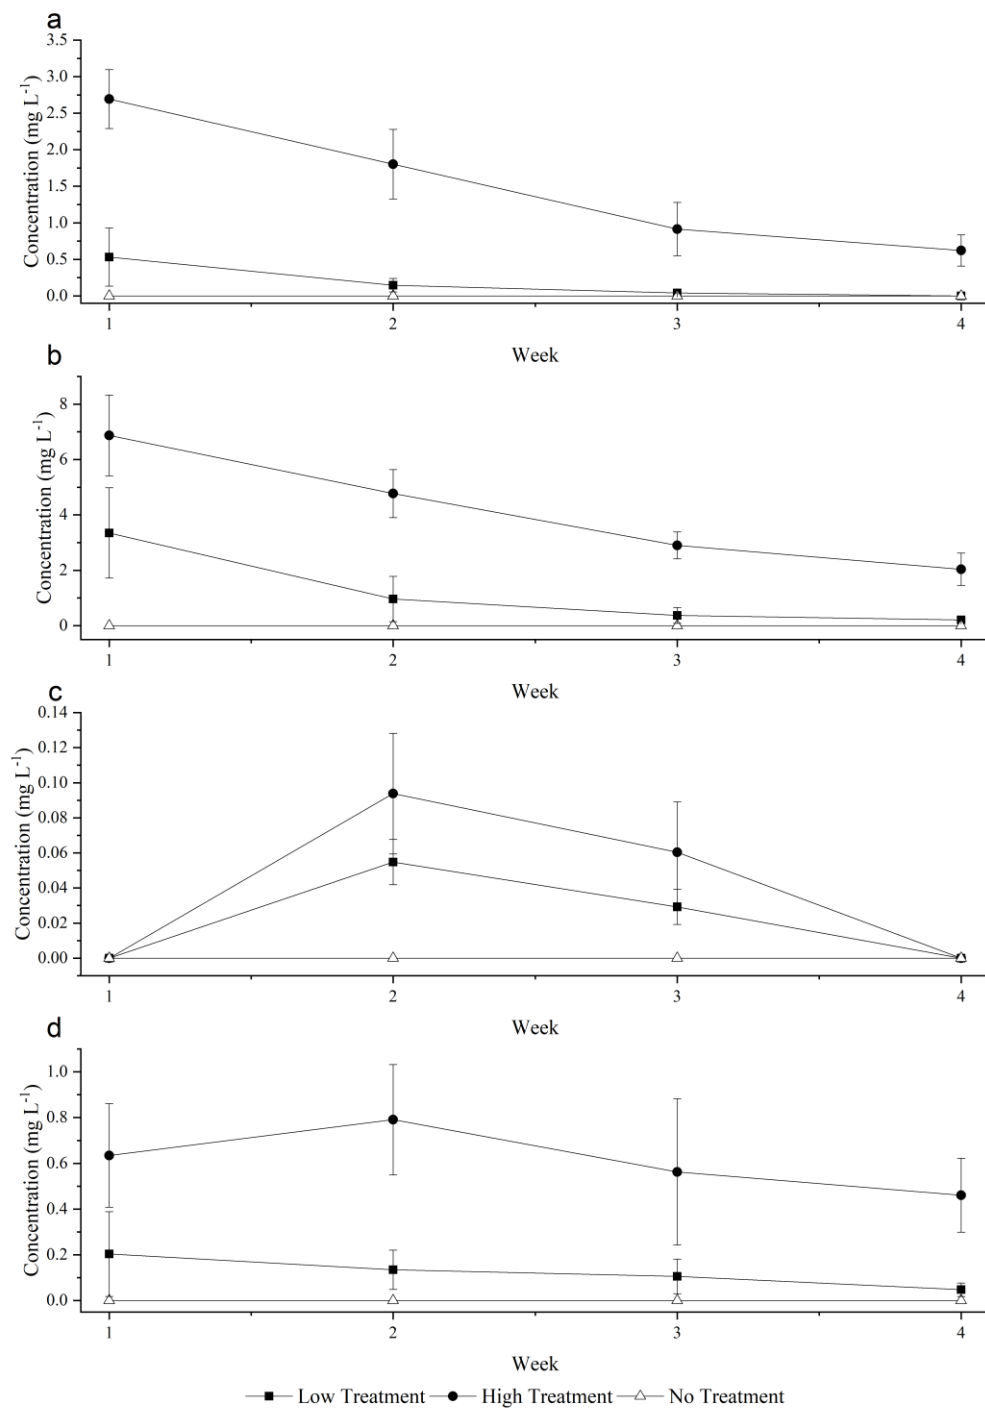 a
3.5
3.0
2.5
2.0
1.5
1.0
0.5
0.0
Concentration (mg L⁻¹)
1 2 3 4
Week
b
8
6
4
2
0
Concentration (mg L⁻¹)
1 2 3 4
Week
c
0.14
0.12
0.10
0.08
0.06
0.04
0.02
0.00
Concentration (mg L⁻¹)
1 2 3 4
Week
d
1.0
0.8
0.6
0.4
0.2
0.0
Concentration (mg L⁻¹)
1 2 3 4
Week
Low Treatment High Treatment No Treatment